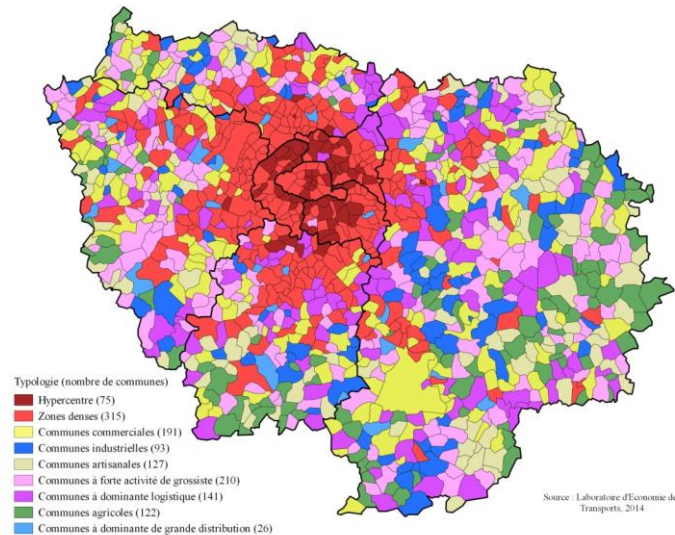 Typologie (nombre de communes)
Hypercentre (75)
Zones denses (315)
Communes commerciales (191)
Communes industrielles (93)
Communes artisanales (127)
Communes à forte activité de grossiste (210)
Communes à dominante logistique (141)
Communes agricoles (122)
Communes à dominante de grande distribution (26)
Source : Laboratoire d'Economie de
Transports, 2014